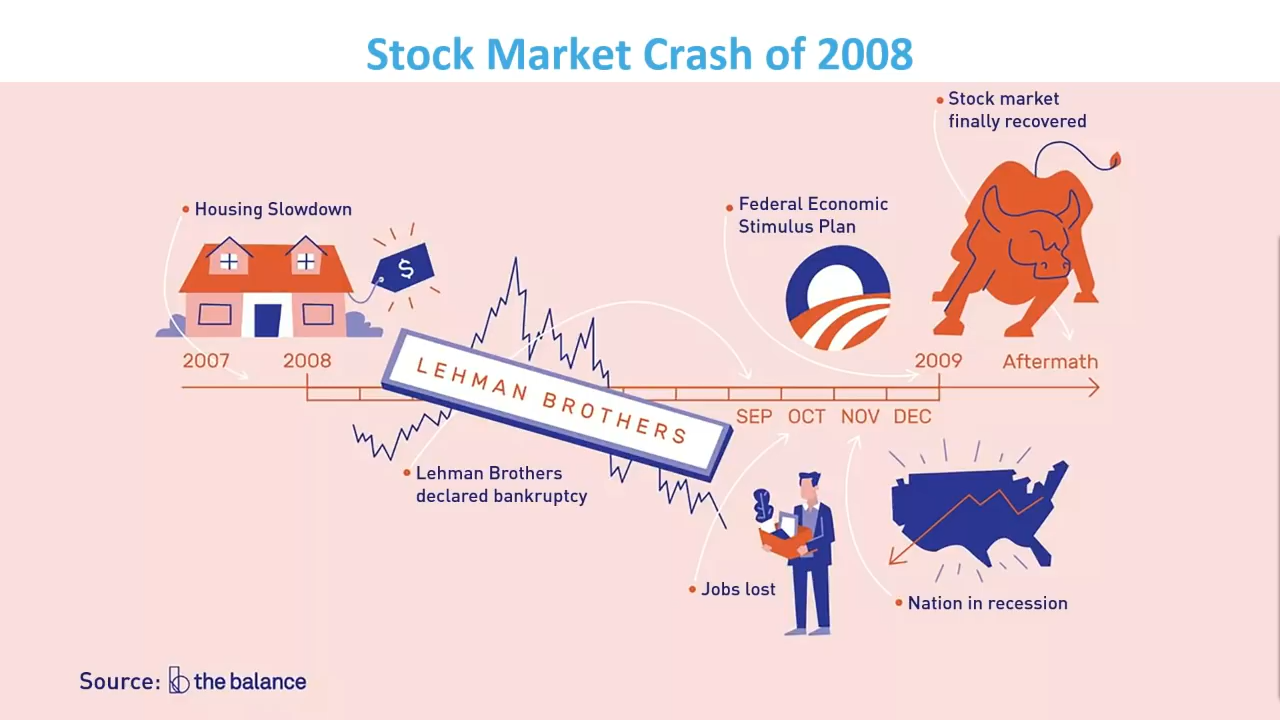 Stock Market Crash of 2008
Stock market
finally recovered
Housing Slowdown
Federal Economic
Stimulus Plan
$
2007
2008
2009
Aftermath
LEHMAN BROTHERS
SEP
OCT
NOV
DEC
Lehman Brothers
declared bankruptcy
Jobs lost
Nation in recession
Source: the balance